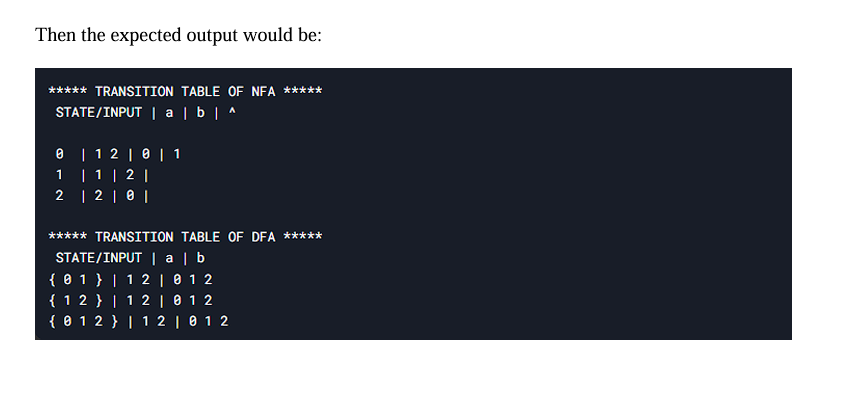 Then the expected output would be:
***** TRANSITION TABLE OF NFA *****
STATE/INPUT | a | b | ^
0 | 1 2 | 0 | 1
1 | 1 | 2 |
2 | 2 | 0 |
***** TRANSITION TABLE OF DFA *****
STATE/INPUT | a | b
{ 0 1 } | 1 2 | 0 1 2
{ 1 2 } | 1 2 | 0 1 2
{ 0 1 2 } | 1 2 | 0 1 2